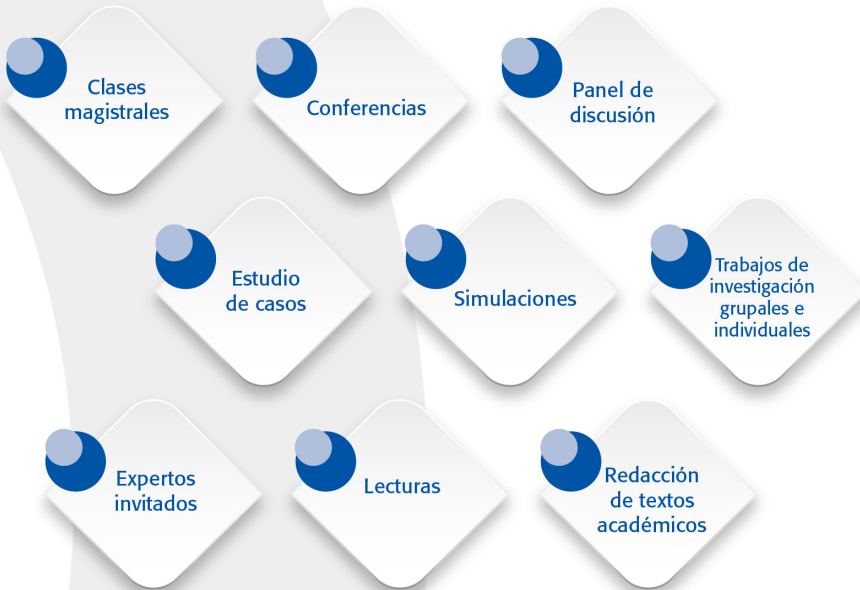 Clases
magistrales
Conferencias
Panel de
discusión
Estudio
de casos
Simulaciones
Trabajos de
investigación
grupales e
individuales
Expertos
invitados
Lecturas
Redacción
de textos
académicos